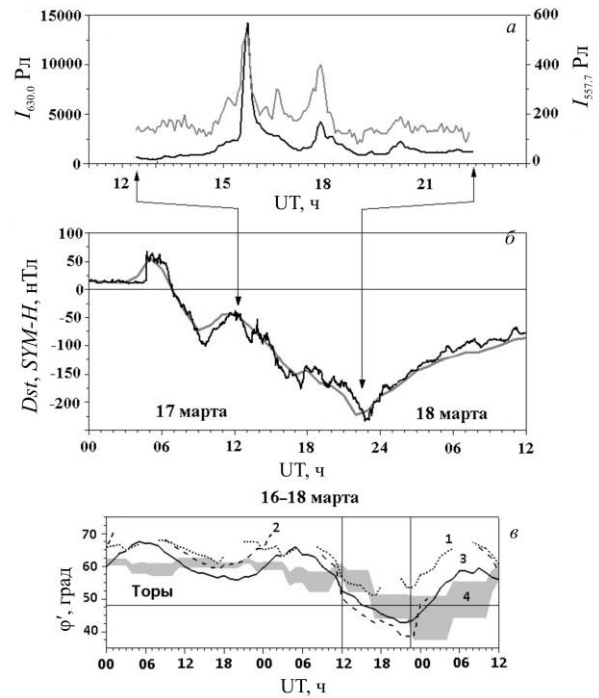 а
15000
10000
5000
0
I630.0 Рл
600
400
200
0
I557.7 Рл
12 15 18 21
UT, ч
б
100
50
0
-50
-100
-150
-200
Dst, SYM-H, нТл
17 марта 18 марта
00 06 12 18 24 06 12
UT, ч
16–18 марта
в
70
60
50
40
φ′, град
2 1
3
Торы 4
00 06 12 18 00 06 12 18 00 06 12
UT, ч